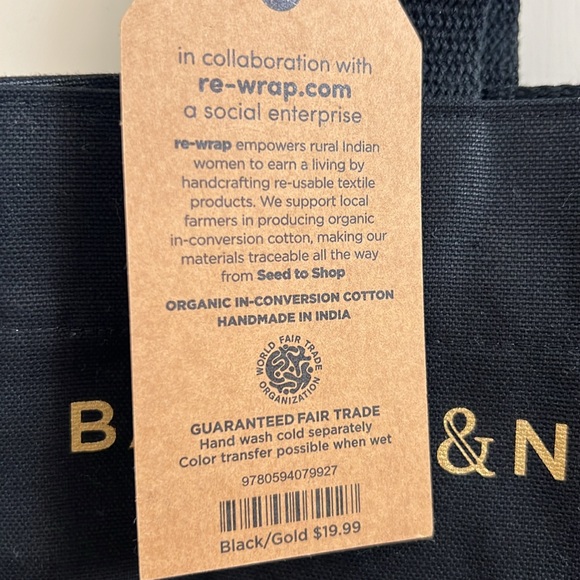 in collaboration with
re-wrap.com
a social enterprise
re-wrap empowers rural Indian
women to earn a living by
handcrafting re-usable textile
products. We support local
farmers in producing organic
in-conversion cotton, making our
materials traceable all the way
from Seed to Shop
ORGANIC IN-CONVERSION COTTON
HANDMADE IN INDIA
WORLD FAIR TRADE
ORGANIZATION
GUARANTEED FAIR TRADE
Hand wash cold separately
Color transfer possible when wet
9780594079927
Black/Gold $19.99
BA & N